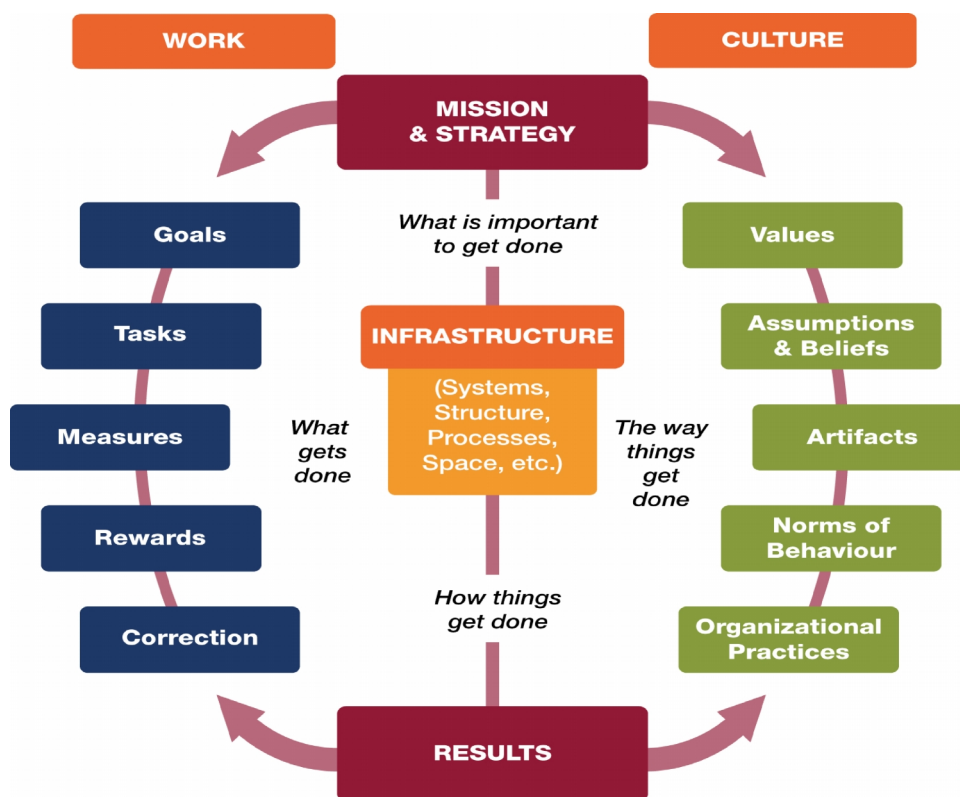 WORK
CULTURE
MISSION
& STRATEGY
Goals
Tasks
Measures
Rewards
Correction
What is important
to get done
INFRASTRUCTURE
(Systems,
Structure,
Processes,
Space, etc.)
What
gets
done
The way
things
get
done
How things
get done
Values
Assumptions
& Beliefs
Artifacts
Norms of
Behaviour
Organizational
Practices
RESULTS